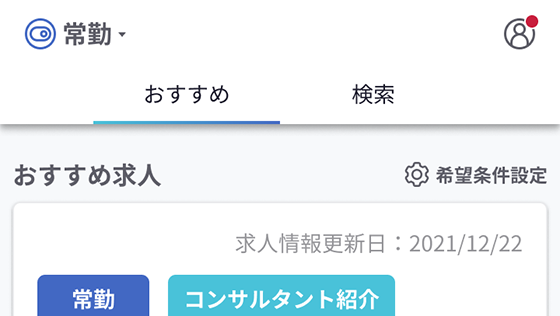 常勤
おすすめ 検索
おすすめ求人 希望条件設定
求人情報更新日：2021/12/22
常勤 コンサルタント紹介